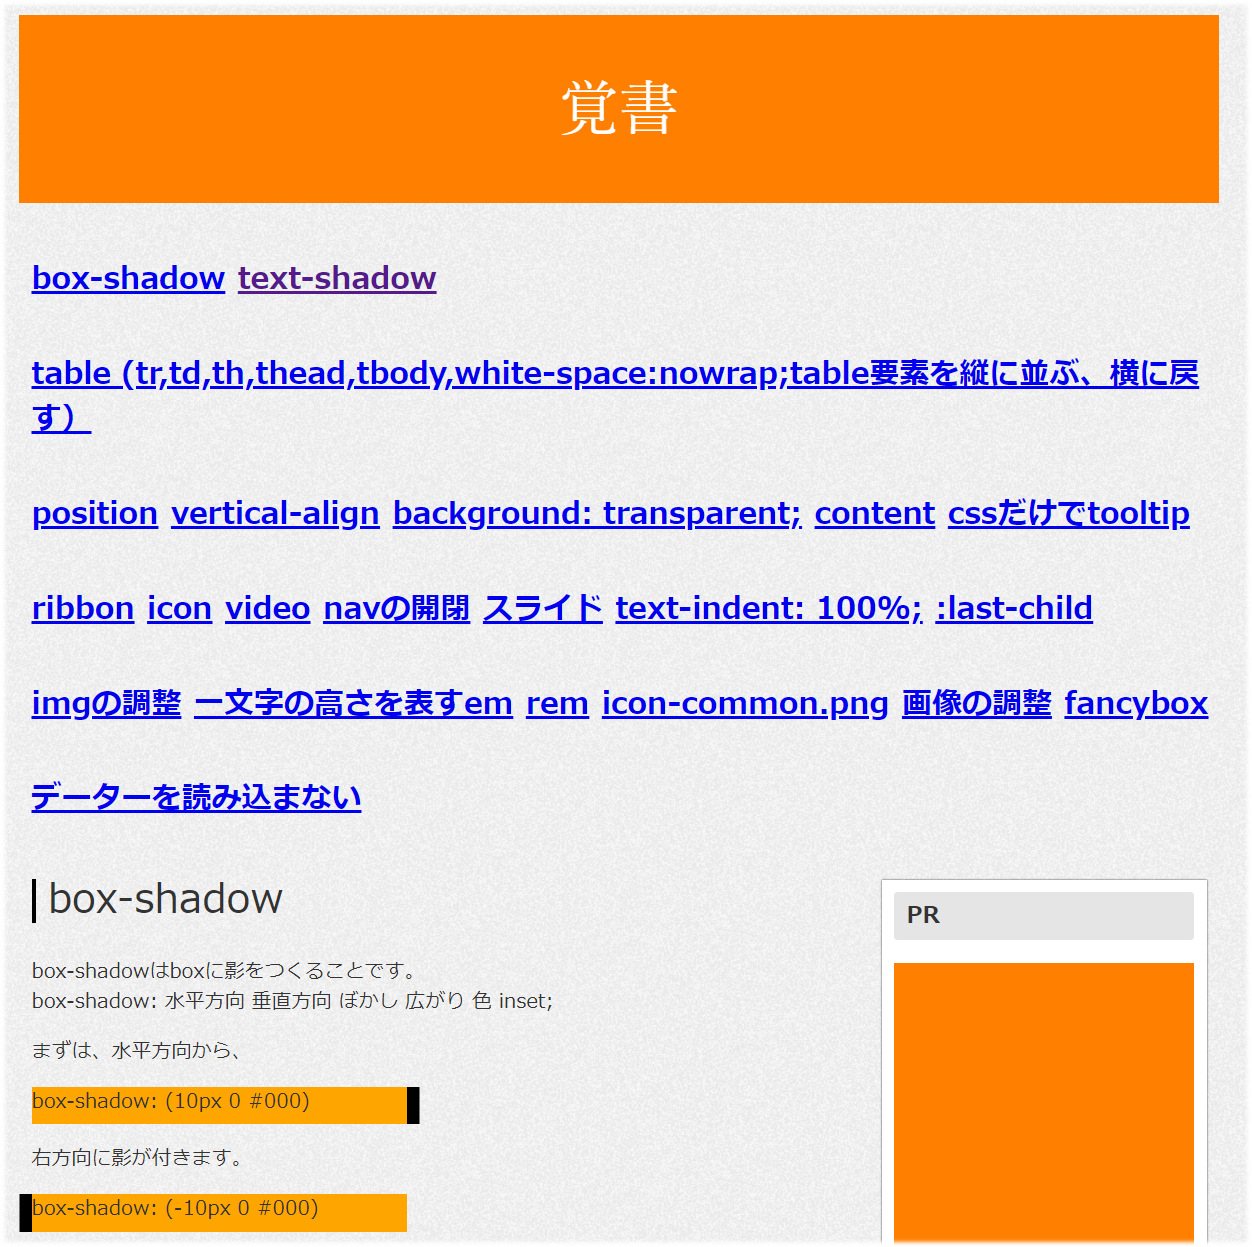 覚書
box-shadow text-shadow
table (tr,td,th,thead,tbody,white-space:nowrap;table要素を縦に並ぶ、横に戻
す）
position vertical-align background: transparent; content cssだけでtooltip
ribbon icon video navの開閉 スライド text-indent: 100%; :last-child
imgの調整 一文字の高さを表すem rem icon-common.png 画像の調整 fancybox
データーを読み込まない
box-shadow
box-shadowはboxに影をつくることです。
box-shadow: 水平方向 垂直方向 ぼかし 広がり 色 inset;
まずは、水平方向から、
box-shadow: (10px 0 #000)
右方向に影が付きます。
box-shadow: (-10px 0 #000)
PR